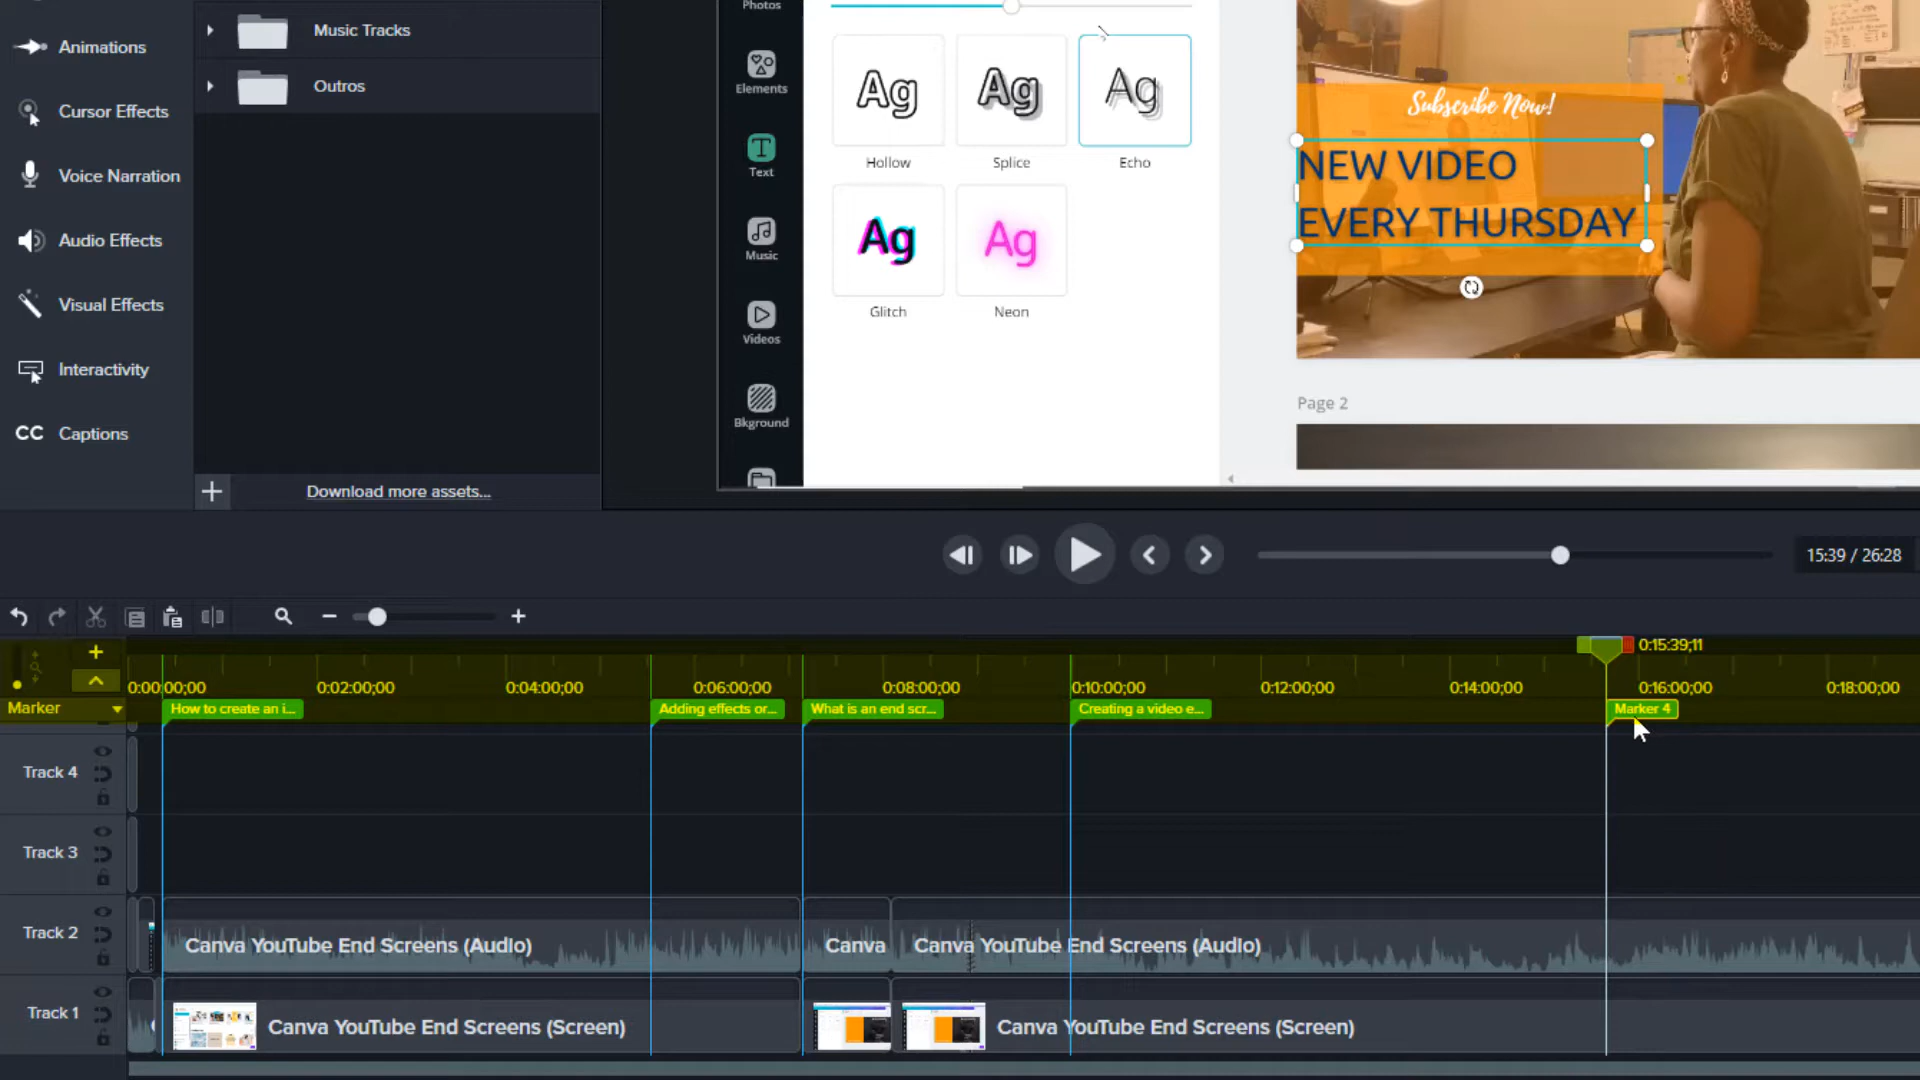 Animations
Cursor Effects
Voice Narration
Audio Effects
Visual Effects
Interactivity
CC Captions
Music Tracks
Outros
Download more assets...
Photos
Elements
Text
Music
Videos
Bkground
Ag
Hollow
Ag
Splice
Ag
Echo
Ag
Glitch
Ag
Neon
Subscribe Now!
NEW VIDEO
EVERY THURSDAY
Page 2
15:39 / 26:28
0:15:39;11
0:00:00;00
0:02:00;00
0:04:00;00
0:06:00;00
0:08:00;00
0:10:00;00
0:12:00;00
0:14:00;00
0:16:00;00
0:18:00;00
Marker
How to create an i...
Adding effects or...
What is an end scr...
Creating a video e...
Marker 4
Track 4
Track 3
Track 2
Canva YouTube End Screens (Audio)
Canva
Canva YouTube End Screens (Audio)
Track 1
Canva YouTube End Screens (Screen)
Canva YouTube End Screens (Screen)